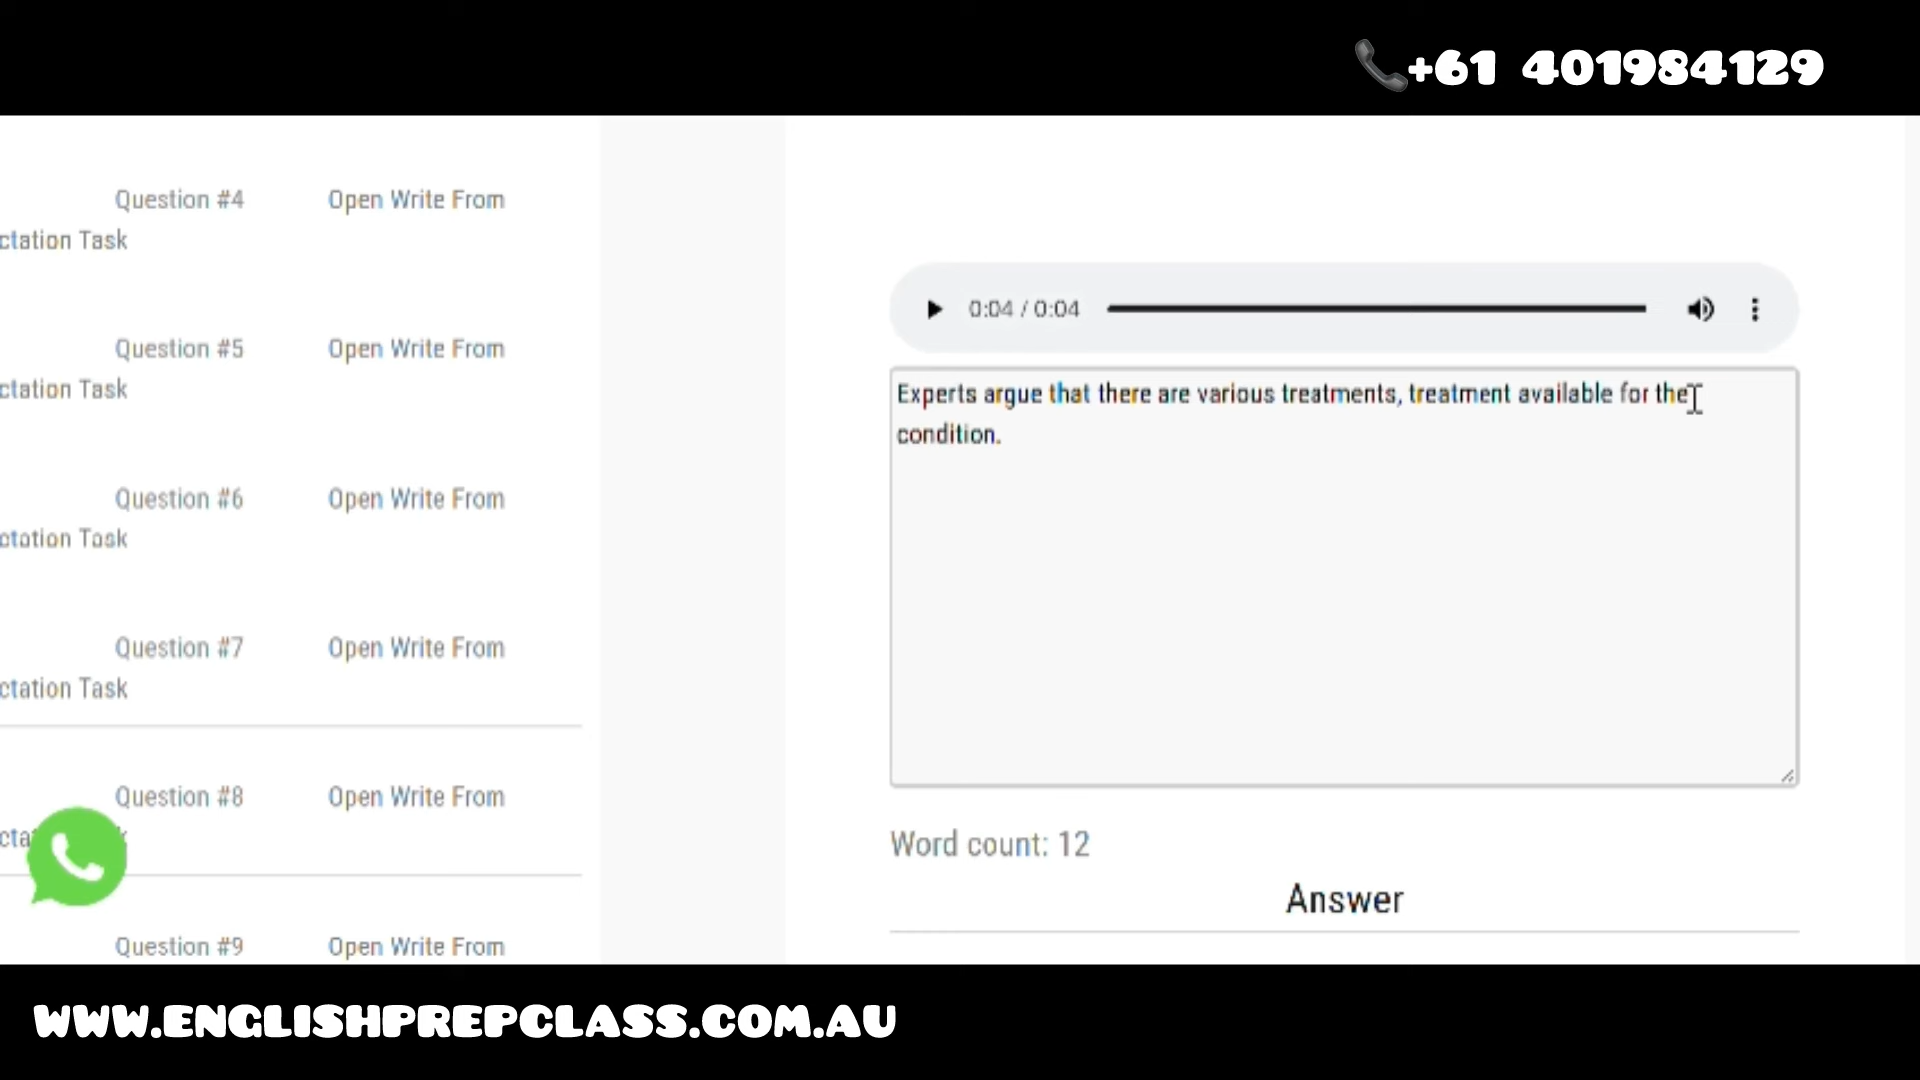 +61 401984129
Question #4 Open Write From
ctation Task
Question #5 Open Write From
ctation Task
Question #6 Open Write From
ctation Task
Question #7 Open Write From
ctation Task
Question #8 Open Write From
cta k
Question #9 Open Write From
0:04 / 0:04
Experts argue that there are various treatments, treatment available for the
condition.
Word count: 12
Answer
WWW.ENGLISHPREPCLASS.COM.AU